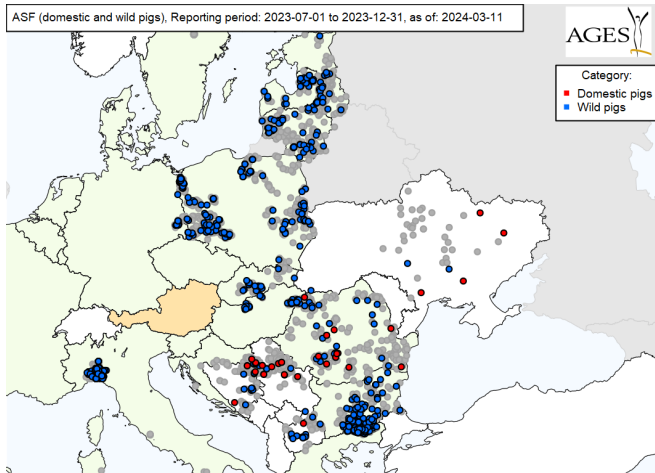 ASF (domestic and wild pigs), Reporting period: 2023-07-01 to 2023-12-31, as of: 2024-03-11
AGES
Category:
Domestic pigs
Wild pigs